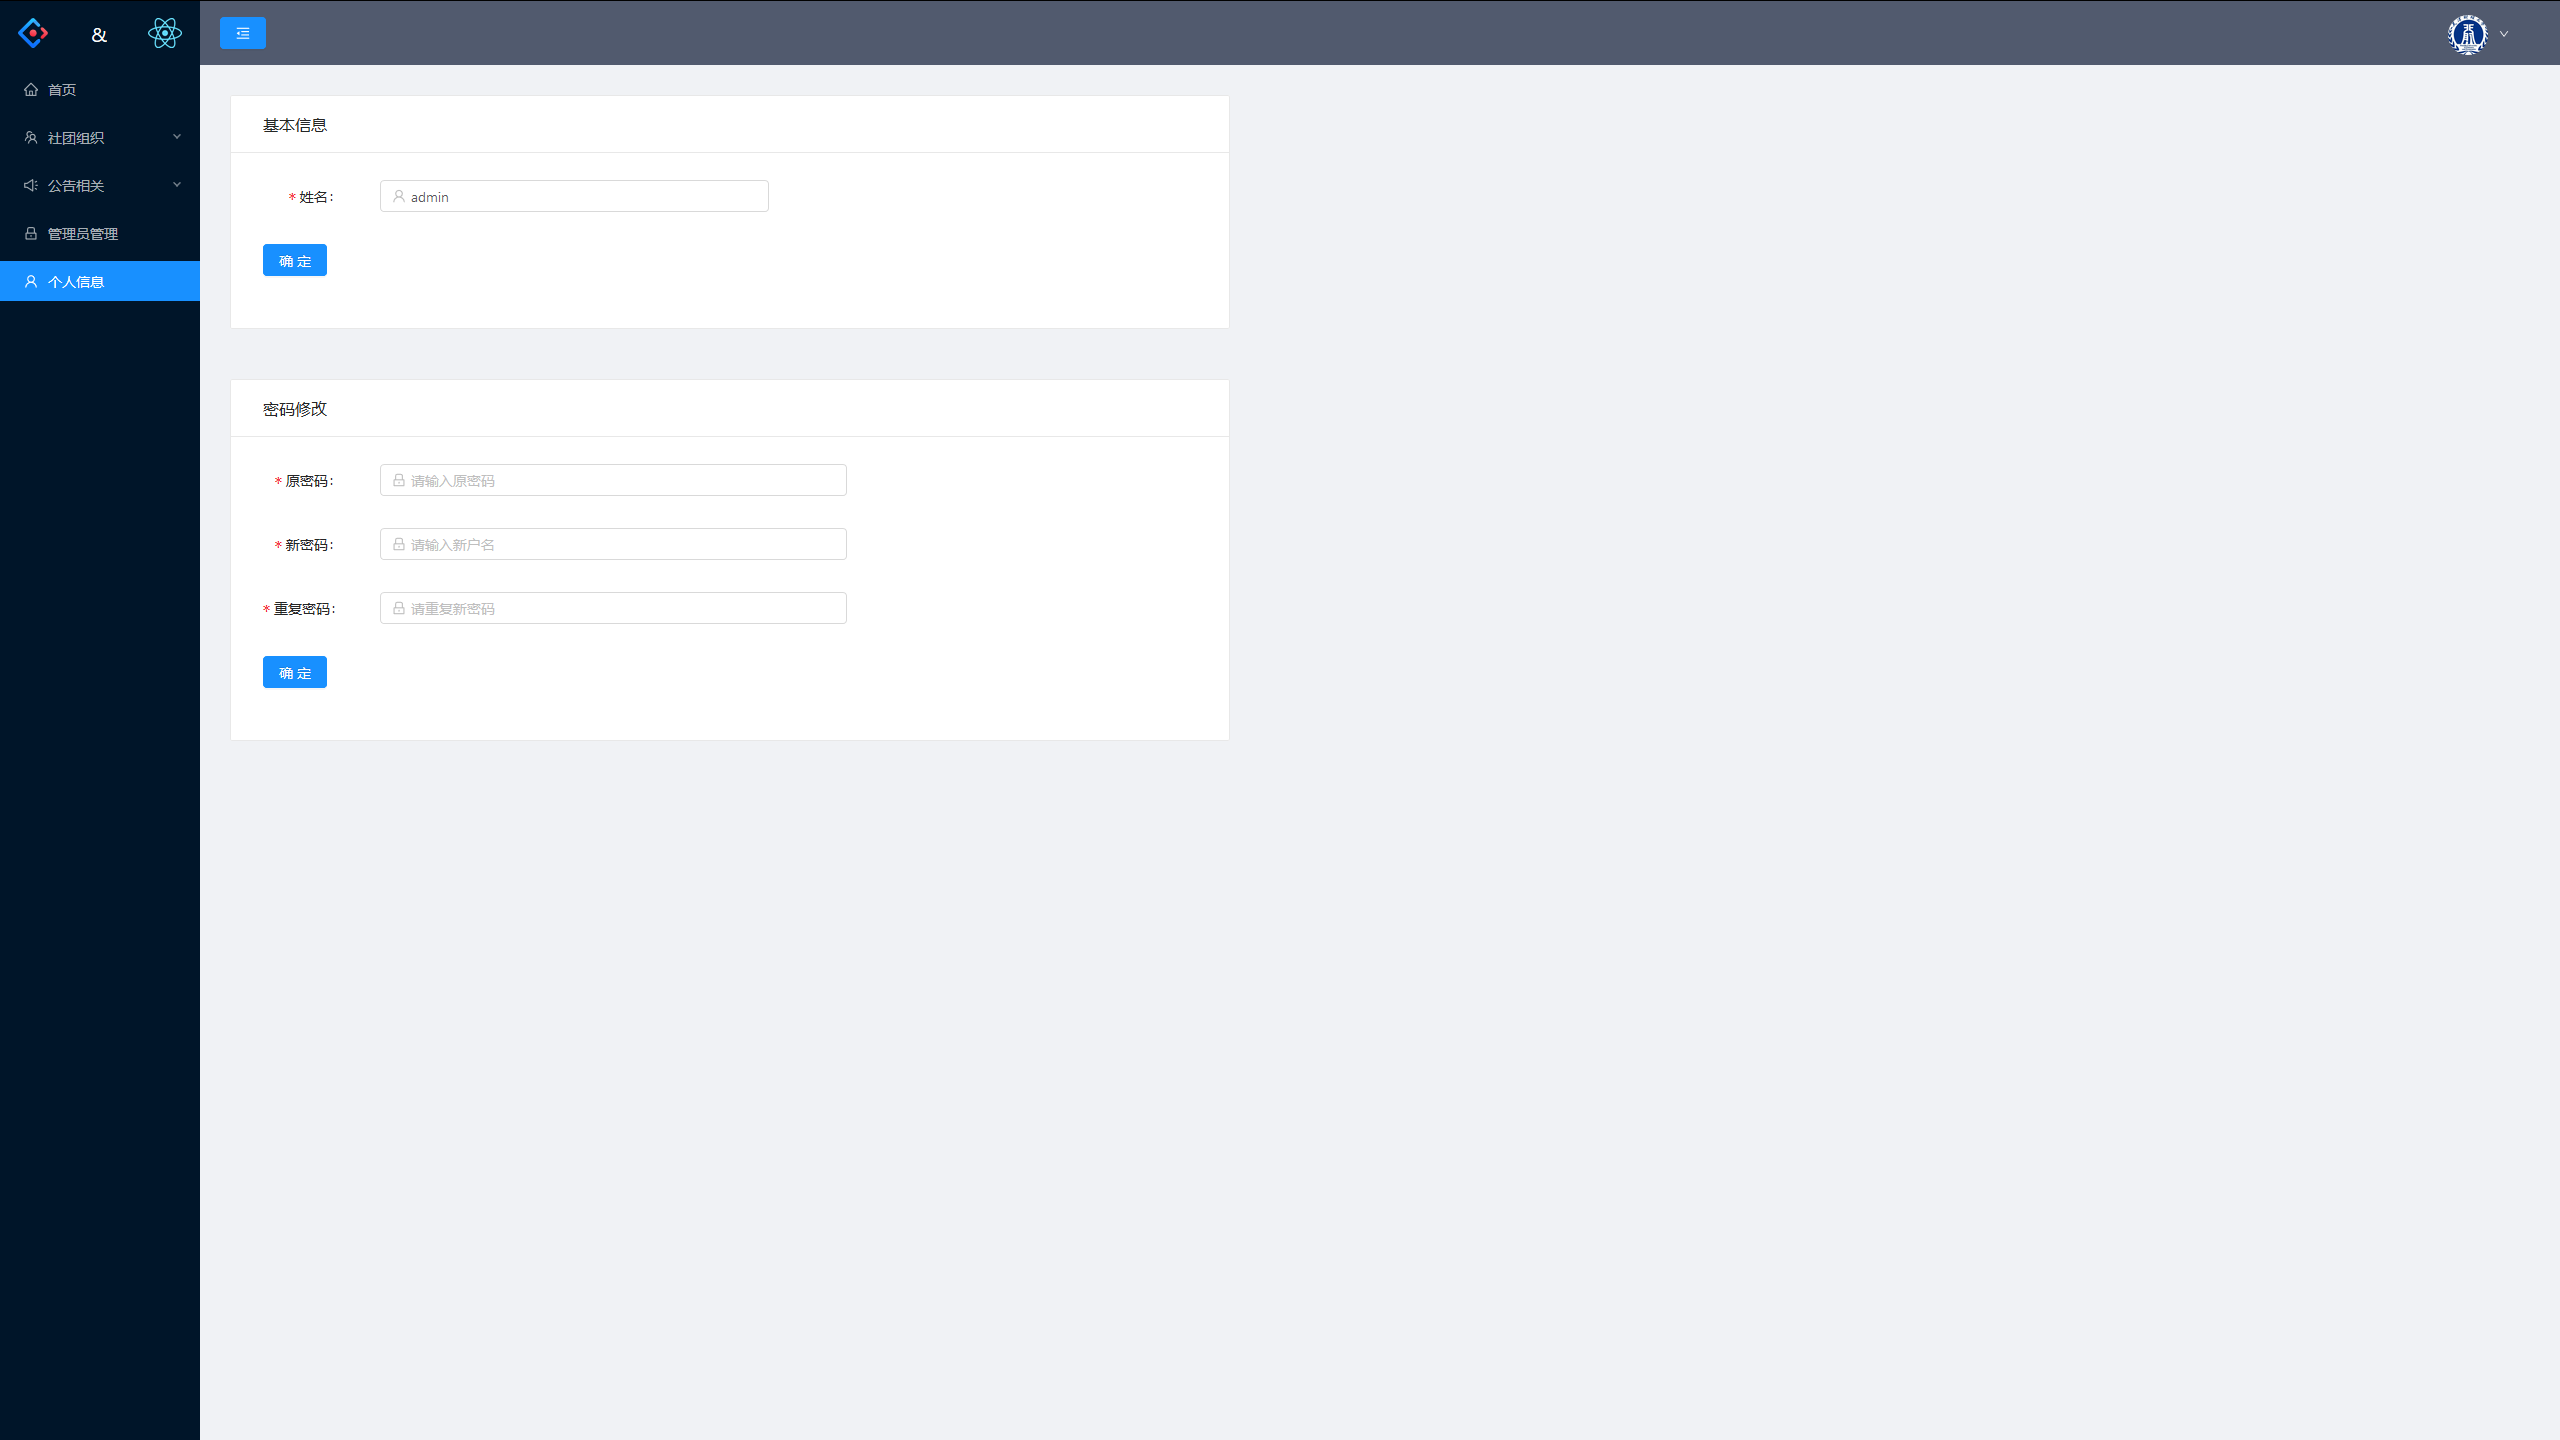 &
首页
社团组织
公告相关
管理员管理
个人信息
基本信息
* 姓名:
admin
确 定
密码修改
* 原密码:
请输入原密码
* 新密码:
请输入新户名
* 重复密码:
请重复新密码
确 定